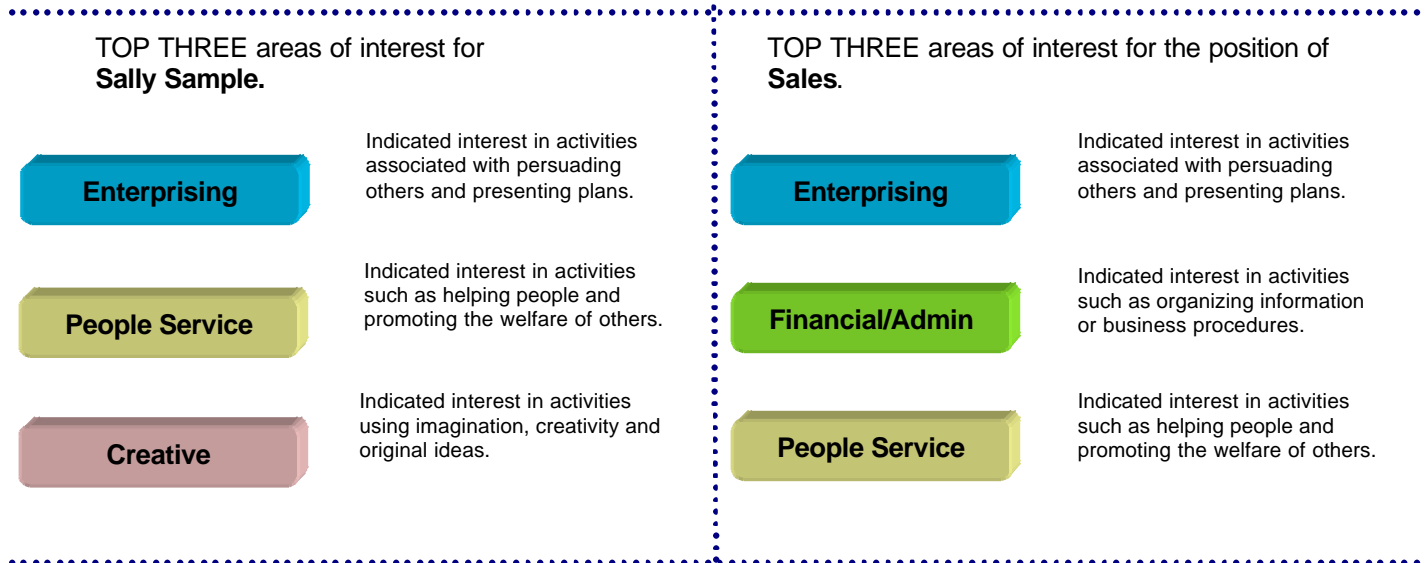 TOP THREE areas of interest for
Sally Sample.
Enterprising
Indicated interest in activities
associated with persuading
others and presenting plans.
People Service
Indicated interest in activities
such as helping people and
promoting the welfare of others.
Creative
Indicated interest in activities
using imagination, creativity and
original ideas.
TOP THREE areas of interest for the position of
Sales.
Enterprising
Indicated interest in activities
associated with persuading
others and presenting plans.
Financial/Admin
Indicated interest in activities
such as organizing information
or business procedures.
People Service
Indicated interest in activities
such as helping people and
promoting the welfare of others.